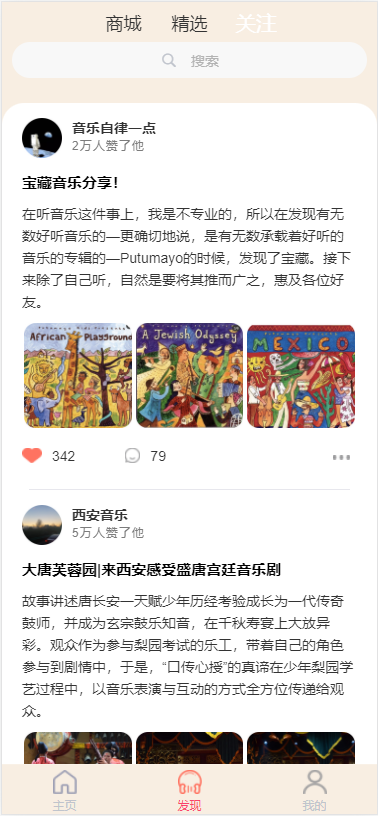 商城 精选 关注
搜索
音乐自律一点
2万人赞了他
宝藏音乐分享！
在听音乐这件事上，我是不专业的，所以在发现有无
数好听音乐的—更确切地说，是有无数承载着好听的
音乐的专辑的—Putumayo的时候，发现了宝藏。接下
来除了自己听，自然是要将其推而广之，惠及各位好
友。
Putumayo Kids Presents
African Playground
A Jewish Odyssey
MEXICO
342 79
西安音乐
5万人赞了他
大唐芙蓉园|来西安感受盛唐宫廷音乐剧
故事讲述唐长安一天赋少年历经考验成长为一代传奇
鼓师，并成为玄宗鼓乐知音，在千秋寿宴上大放异
彩。观众作为参与梨园考试的乐工，带着自己的角色
参与到剧情中，于是，“口传心授”的真谛在少年梨园学
艺过程中，以音乐表演与互动的方式全方位传递给观
众。
主页 发现 我的